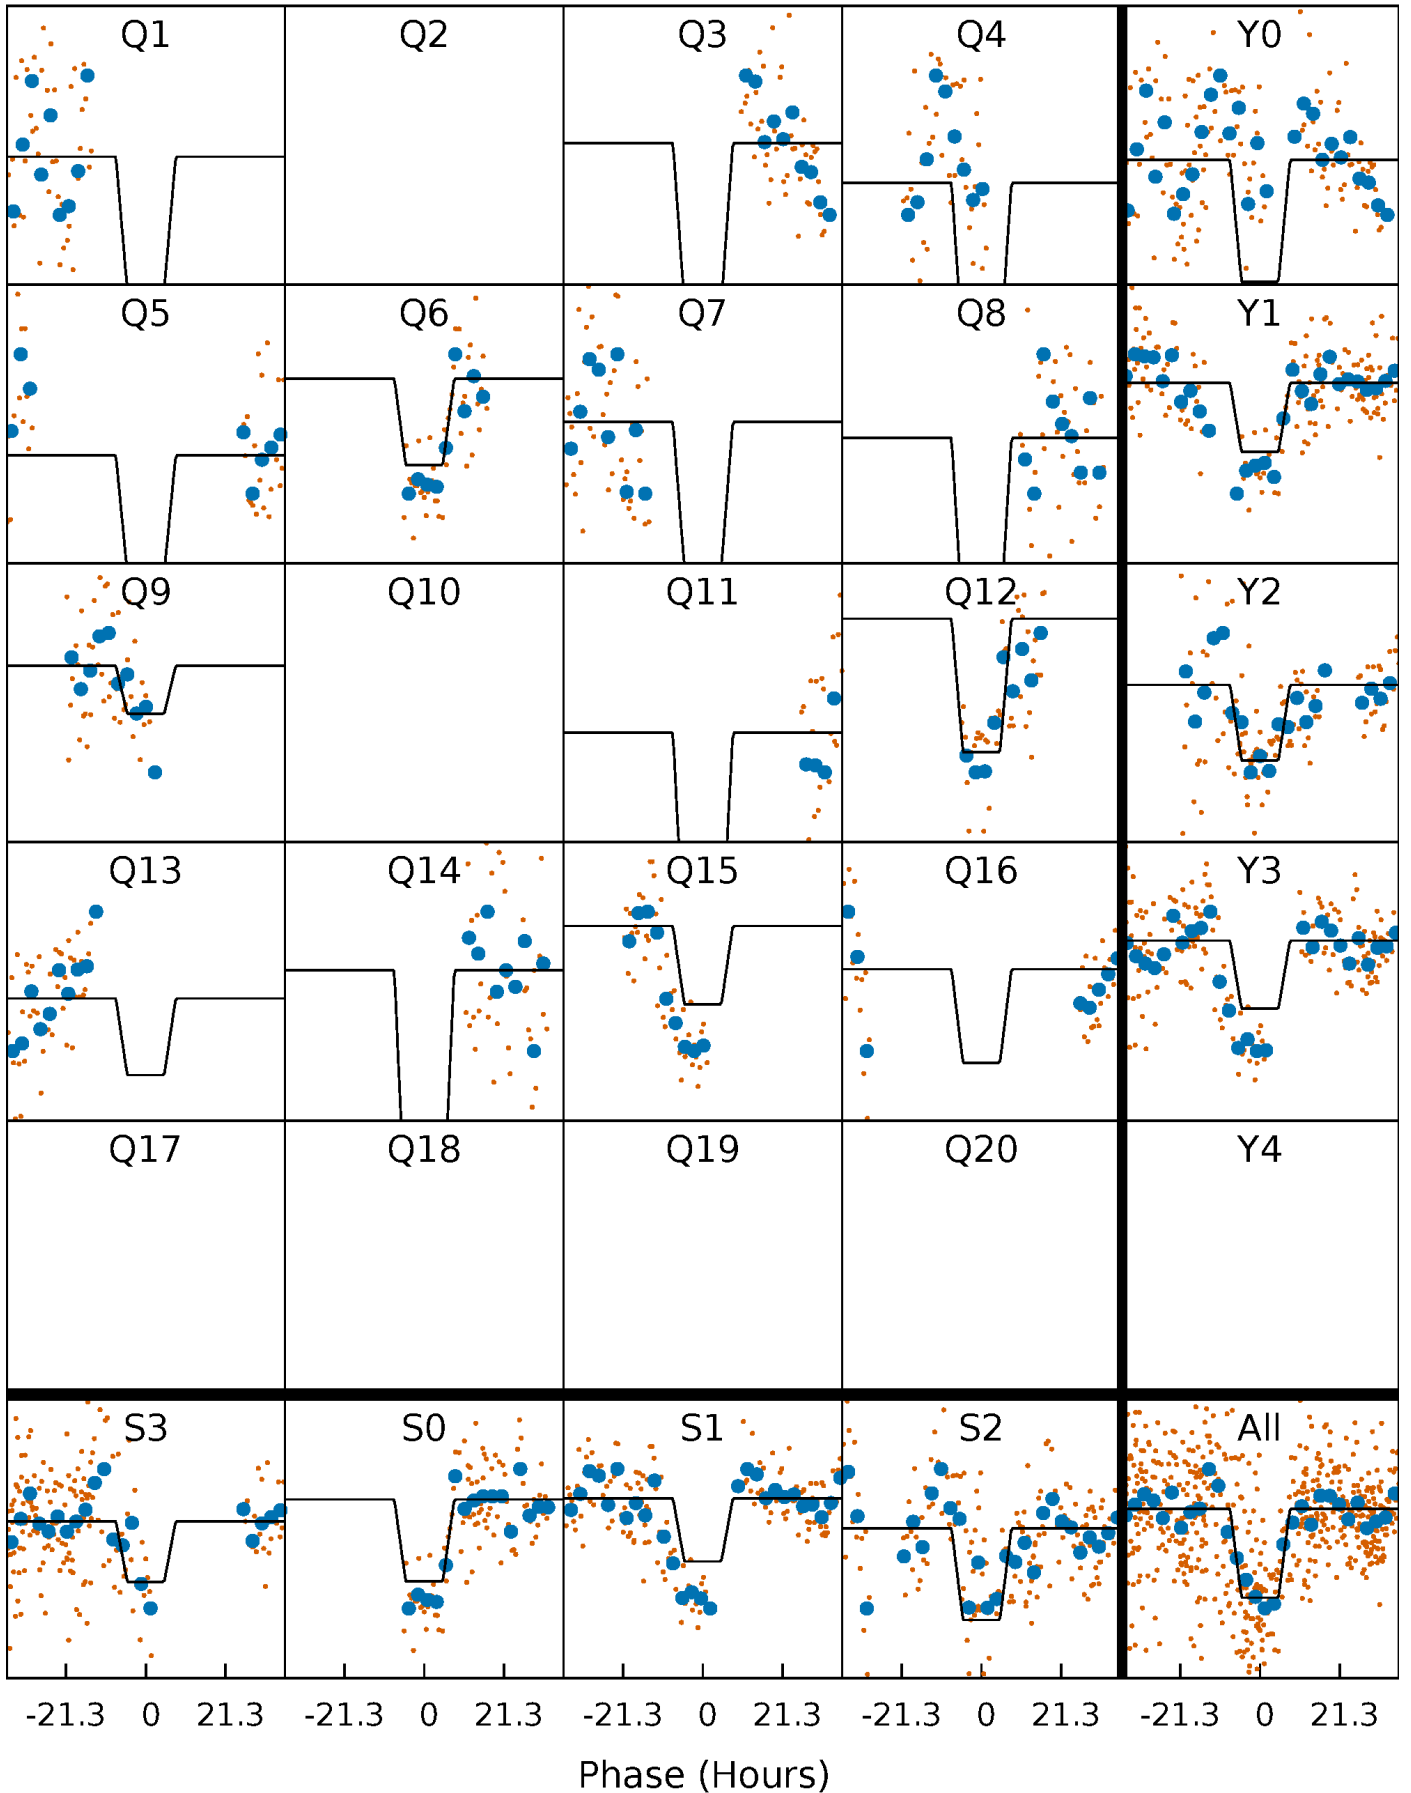 Q1 Q2 Q3 Q4 Y0
Q5 Q6 Q7 Q8 Y1
Q9 Q10 Q11 Q12 Y2
Q13 Q14 Q15 Q16 Y3
Q17 Q18 Q19 Q20 Y4
S3 S0 S1 S2 All
-21.3 0 21.3 -21.3 0 21.3 -21.3 0 21.3 -21.3 0 21.3 -21.3 0 21.3
Phase (Hours)